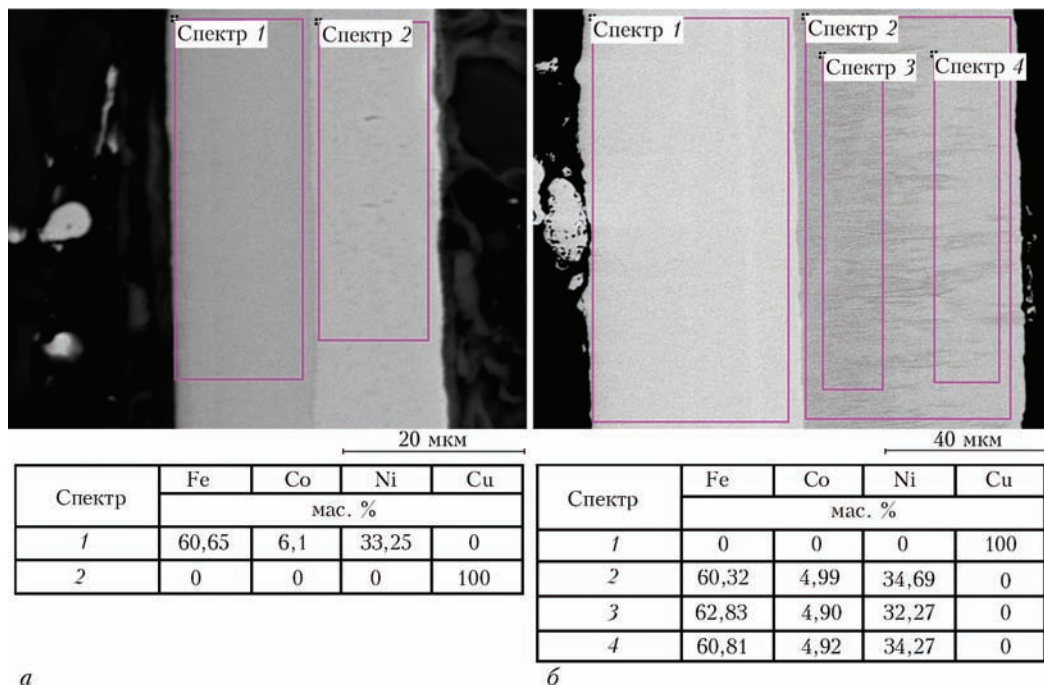 Спектр 1
Спектр 2
20 мкм
Спектр Fe Co Ni Cu
мас. %
1 60,65 6,1 33,25 0
2 0 0 0 100
а
Спектр 1
Спектр 2
Спектр 3
Спектр 4
40 мкм
Спектр Fe Co Ni Cu
мас. %
1 0 0 0 100
2 60,32 4,99 34,69 0
3 62,83 4,90 32,27 0
4 60,81 4,92 34,27 0
б